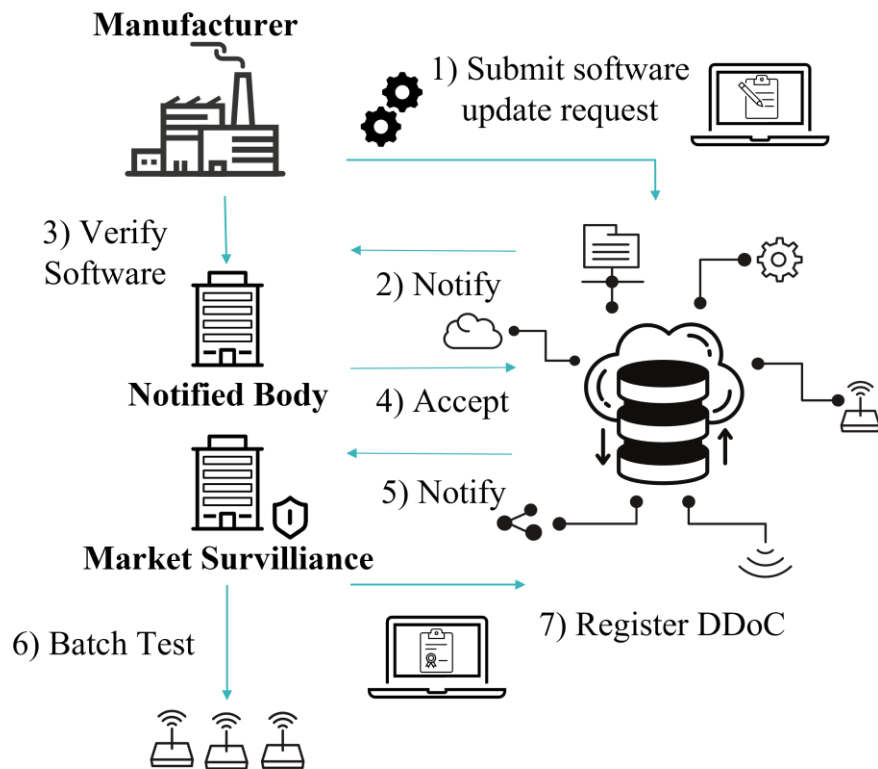 Manufacturer
1) Submit software
update request
3) Verify
Software
2) Notify
Notified Body
4) Accept
5) Notify
Market Survilliance
6) Batch Test
7) Register DDoC